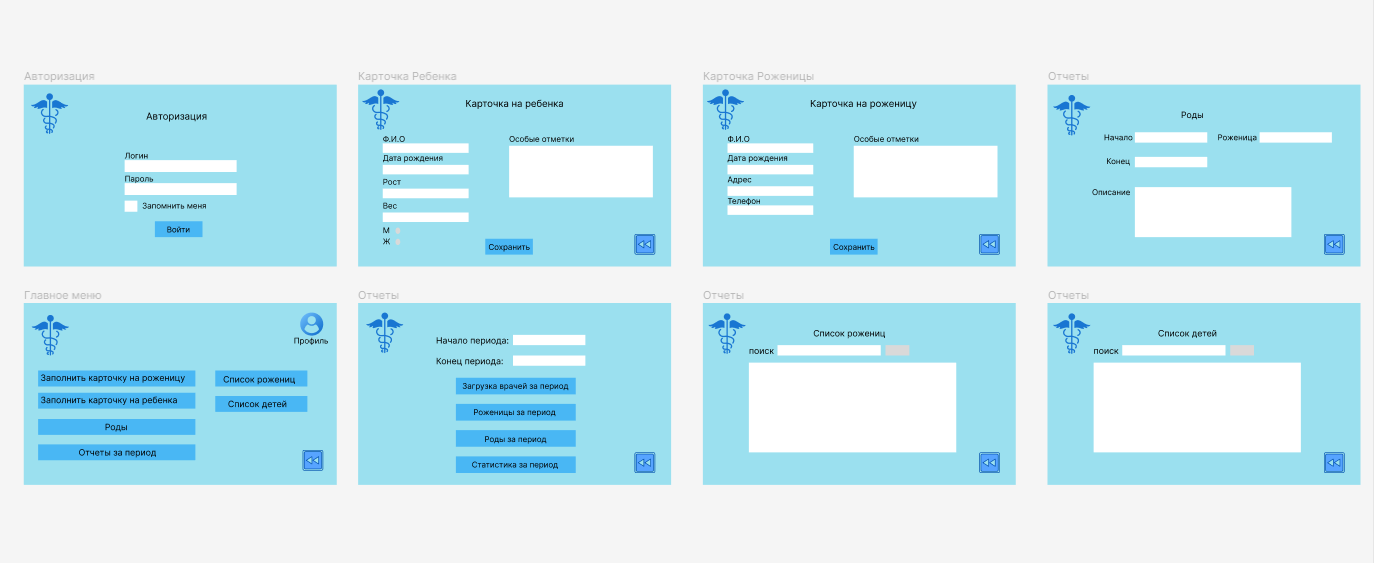 Авторизация
Авторизация
Логин
Пароль
Запомнить меня
Войти
Карточка Ребенка
Карточка на ребенка
Ф.И.О
Особые отметки
Дата рождения
Рост
Вес
М
Ж
Сохранить
Карточка Роженицы
Карточка на роженицу
Ф.И.О
Особые отметки
Дата рождения
Адрес
Телефон
Сохранить
Отчеты
Роды
Начало
Роженица
Конец
Описание
Главное меню
Профиль
Заполнить карточку на роженицу
Список рожениц
Заполнить карточку на ребенка
Список детей
Роды
Отчеты за период
Отчеты
Начало периода:
Конец периода:
Загрузка врачей за период
Роженицы за период
Роды за период
Статистика за период
Отчеты
Список рожениц
поиск
Отчеты
Список детей
поиск